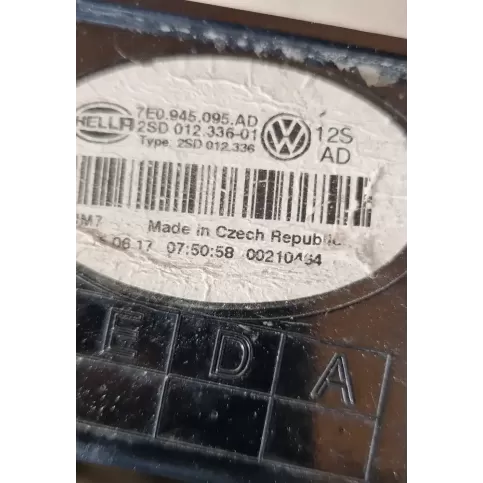 HELLA 7E0.945.095.AD
2SD 012.336-01 12S
Type 2SD 012.336 AD
M7 Made in Czech Republic
06.17 07:50:58 00210464
E D A